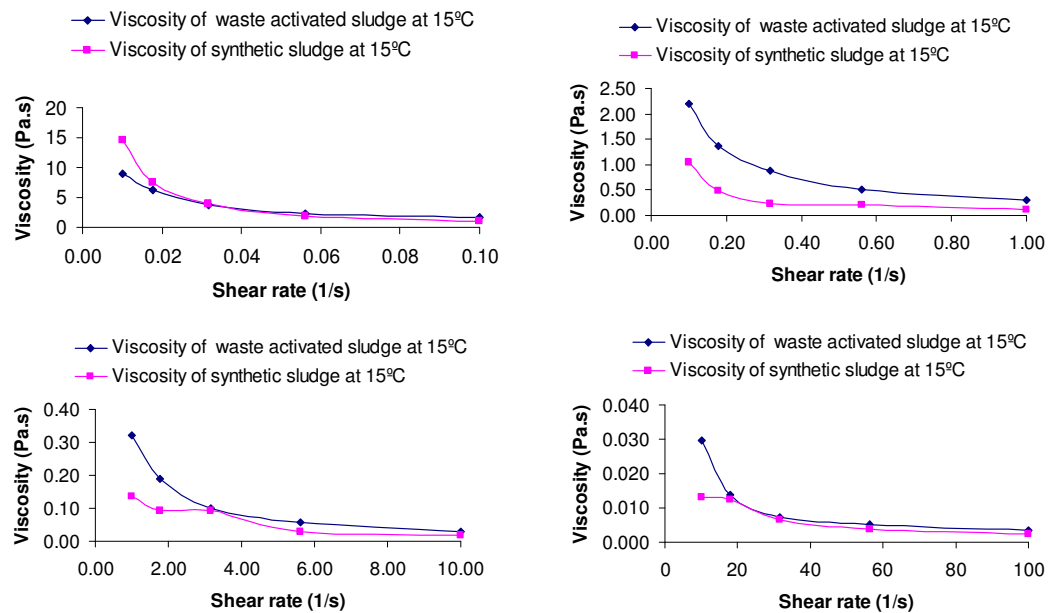 Viscosity of waste activated sludge at 15ºC
Viscosity of synthetic sludge at 15ºC
Viscosity (Pa.s)
20
15
10
5
0
0.00 0.02 0.04 0.06 0.08 0.10
Shear rate (1/s)
Viscosity of waste activated sludge at 15ºC
Viscosity of synthetic sludge at 15ºC
Viscosity (Pa.s)
2.50
2.00
1.50
1.00
0.50
0.00
0.00 0.20 0.40 0.60 0.80 1.00
Shear rate (1/s)
Viscosity of waste activated sludge at 15ºC
Viscosity of synthetic sludge at 15ºC
Viscosity (Pa.s)
0.40
0.30
0.20
0.10
0.00
0.00 2.00 4.00 6.00 8.00 10.00
Shear rate (1/s)
Viscosity of waste activated sludge at 15ºC
Viscosity of synthetic sludge at 15ºC
Viscosity (Pa.s)
0.040
0.030
0.020
0.010
0.000
0 20 40 60 80 100
Shear rate (1/s)